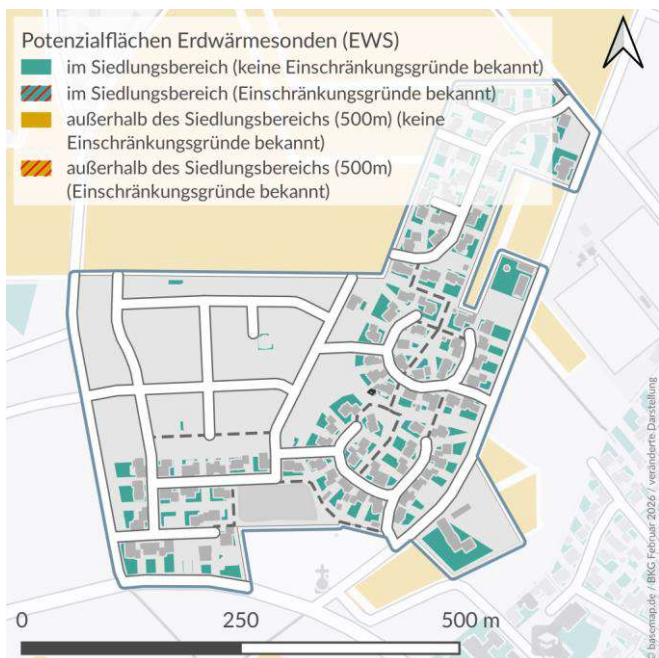 Potenzialflächen Erdwärmesonden (EWS)
im Siedlungsbereich (keine Einschränkungsgründe bekannt)
im Siedlungsbereich (Einschränkungsgründe bekannt)
außerhalb des Siedlungsbereichs (500m) (keine
Einschränkungsgründe bekannt)
außerhalb des Siedlungsbereichs (500m)
(Einschränkungsgründe bekannt)
© basemap.de / BKG Februar 2026 / veränderte Darstellung
0 250 500 m